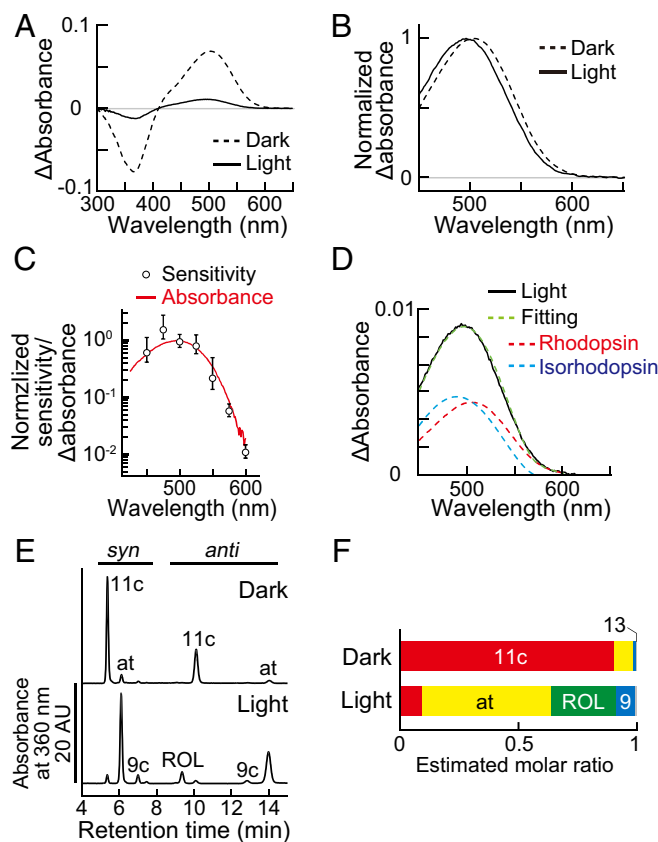 A
0.1
0
-0.1
ΔAbsorbance
Dark
Light
300
400
500
600
Wavelength (nm)
B
1
0
Normalized
Δabsorbance
Dark
Light
500
600
Wavelength (nm)
C
Sensitivity
Absorbance
10⁰
10⁻¹
10⁻²
Normzlized
sensitivity/
Δabsorbance
500
600
Wavelength (nm)
D
0.01
0
ΔAbsorbance
Light
Fitting
Rhodopsin
Isorhodopsin
500
600
Wavelength (nm)
E
syn
anti
11c
Dark
at
11c
at
Light
9c
ROL
9c
Absorbance
at 360 nm
20 AU
4
6
8
10
12
14
Retention time (min)
F
13
Dark
11c
Light
at
ROL
9
0
0.5
1
Estimated molar ratio